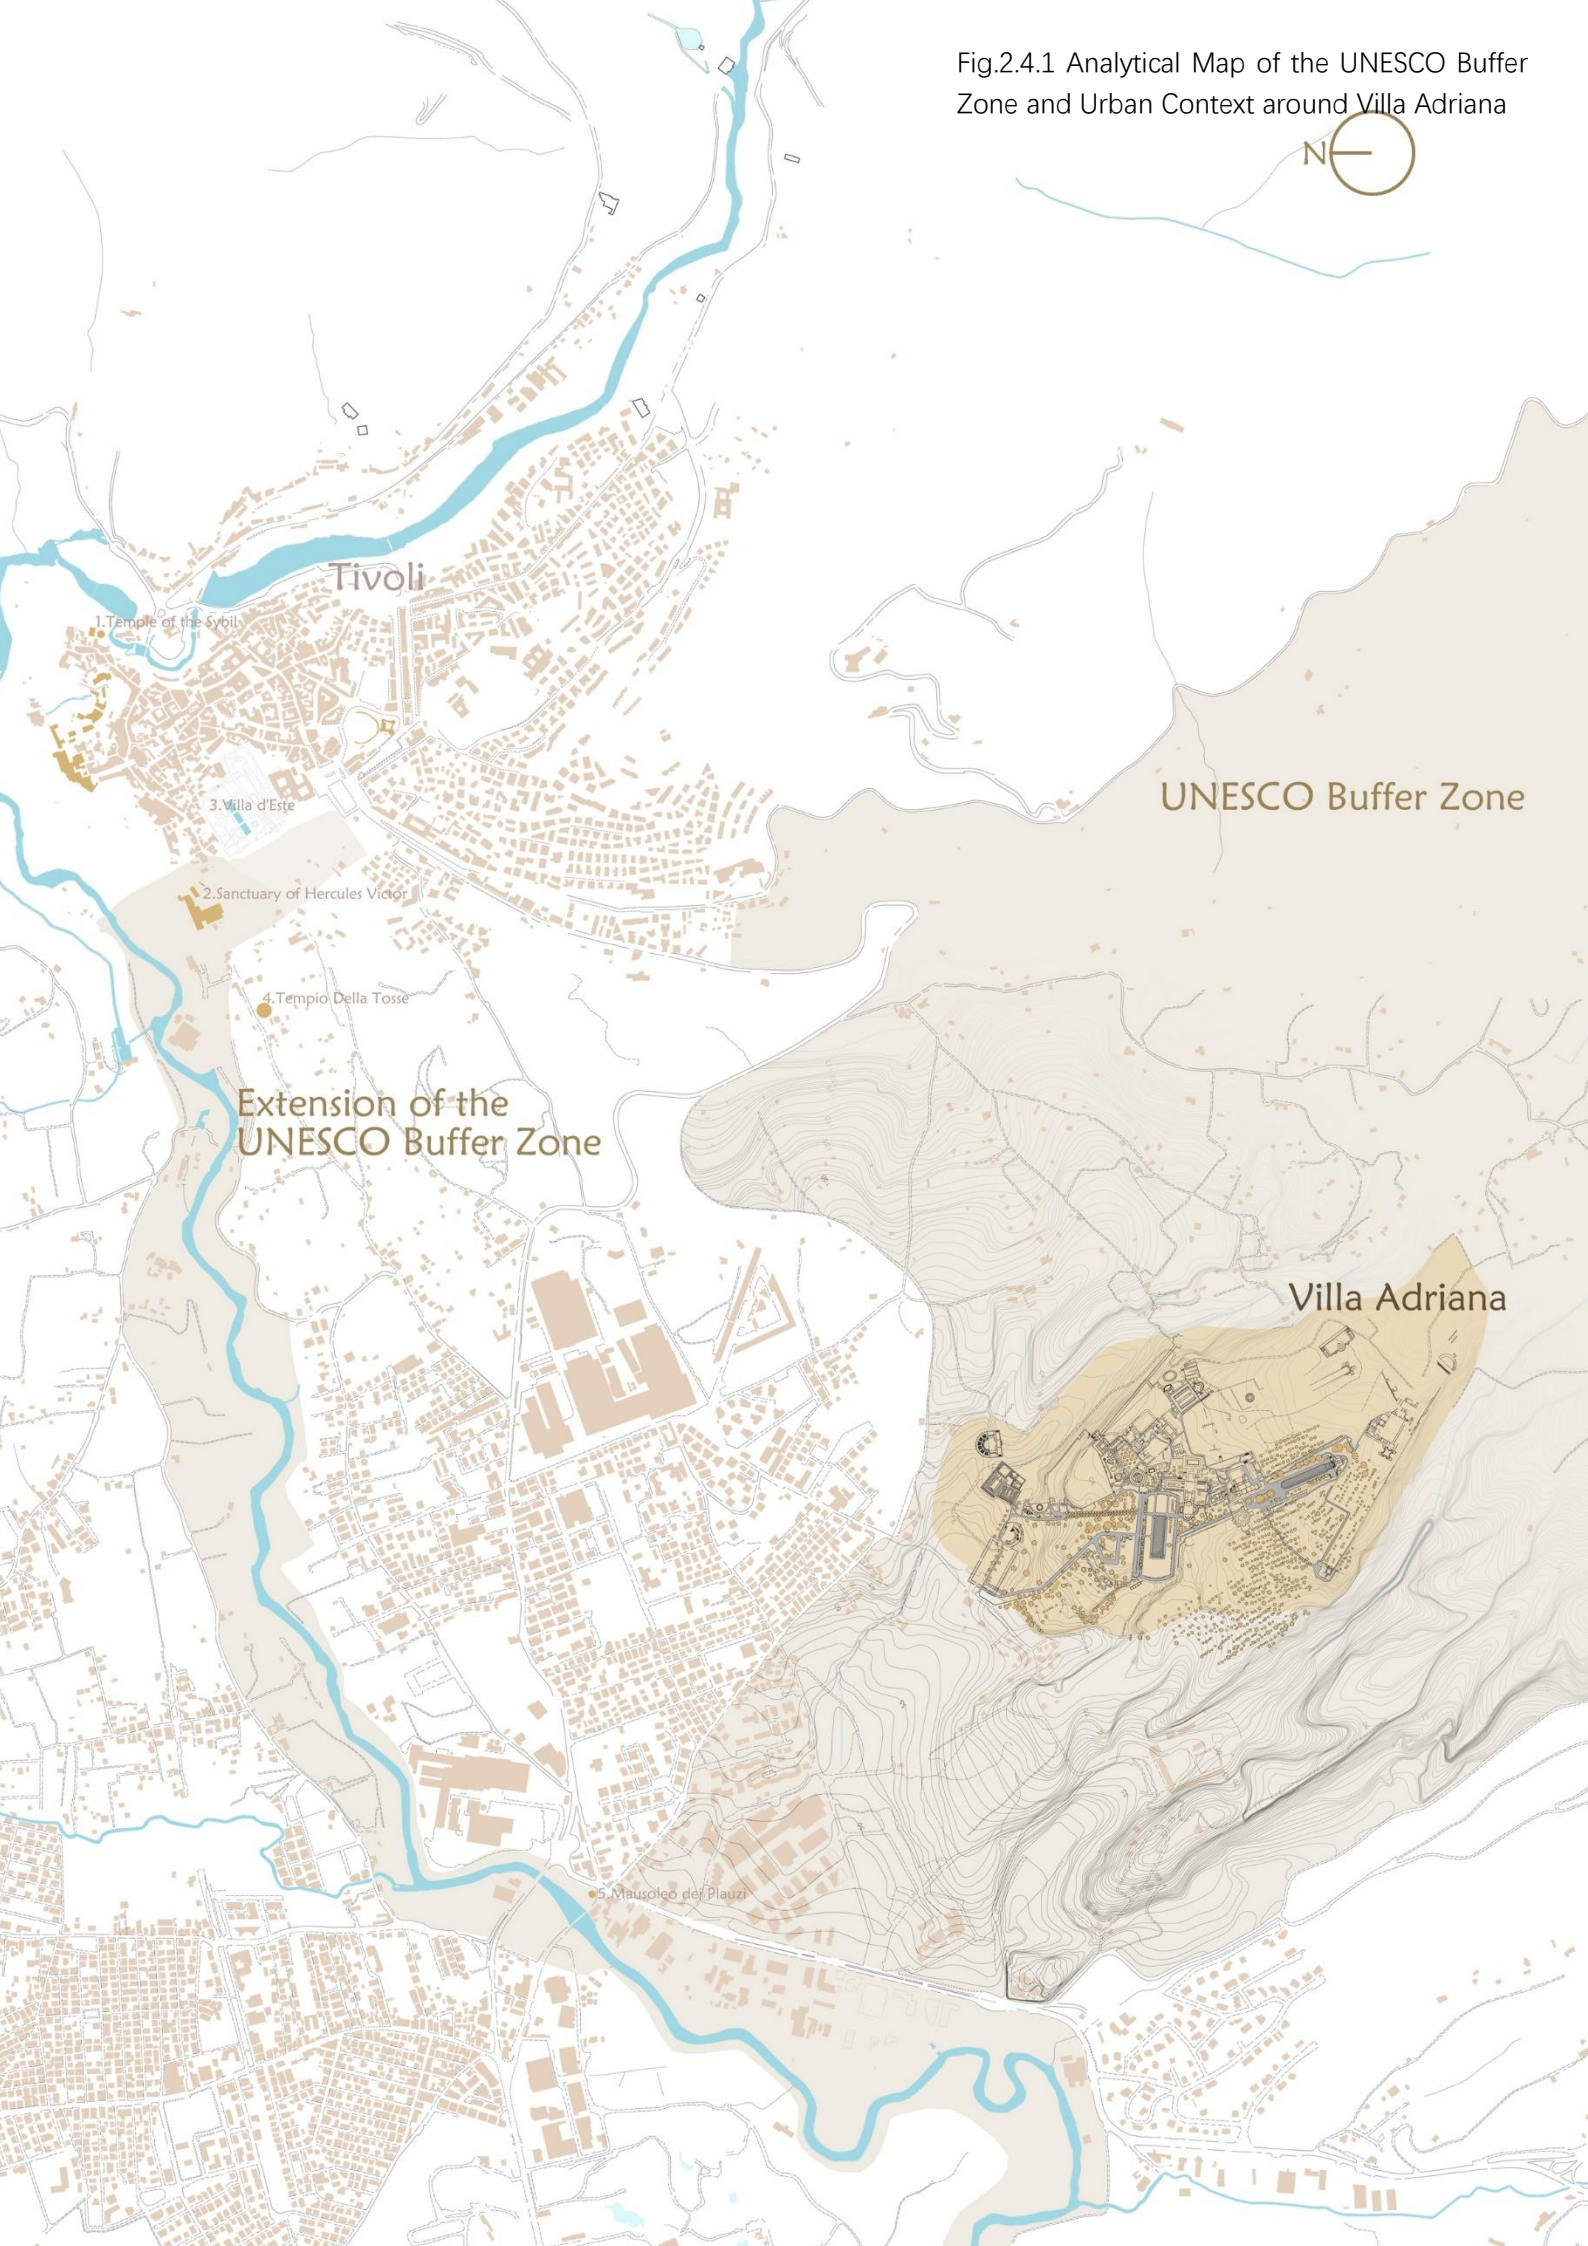 Fig.2.4.1 Analytical Map of the UNESCO Buffer
Zone and Urban Context around Villa Adriana
N
Tivoli
1.Temple of the Sybil
UNESCO Buffer Zone
3.Villa d'Este
2.Sanctuary of Hercules Victor
4.Tempio Della Tosse
Extension of the
UNESCO Buffer Zone
Villa Adriana
5.Mausoleo dei Plauzi